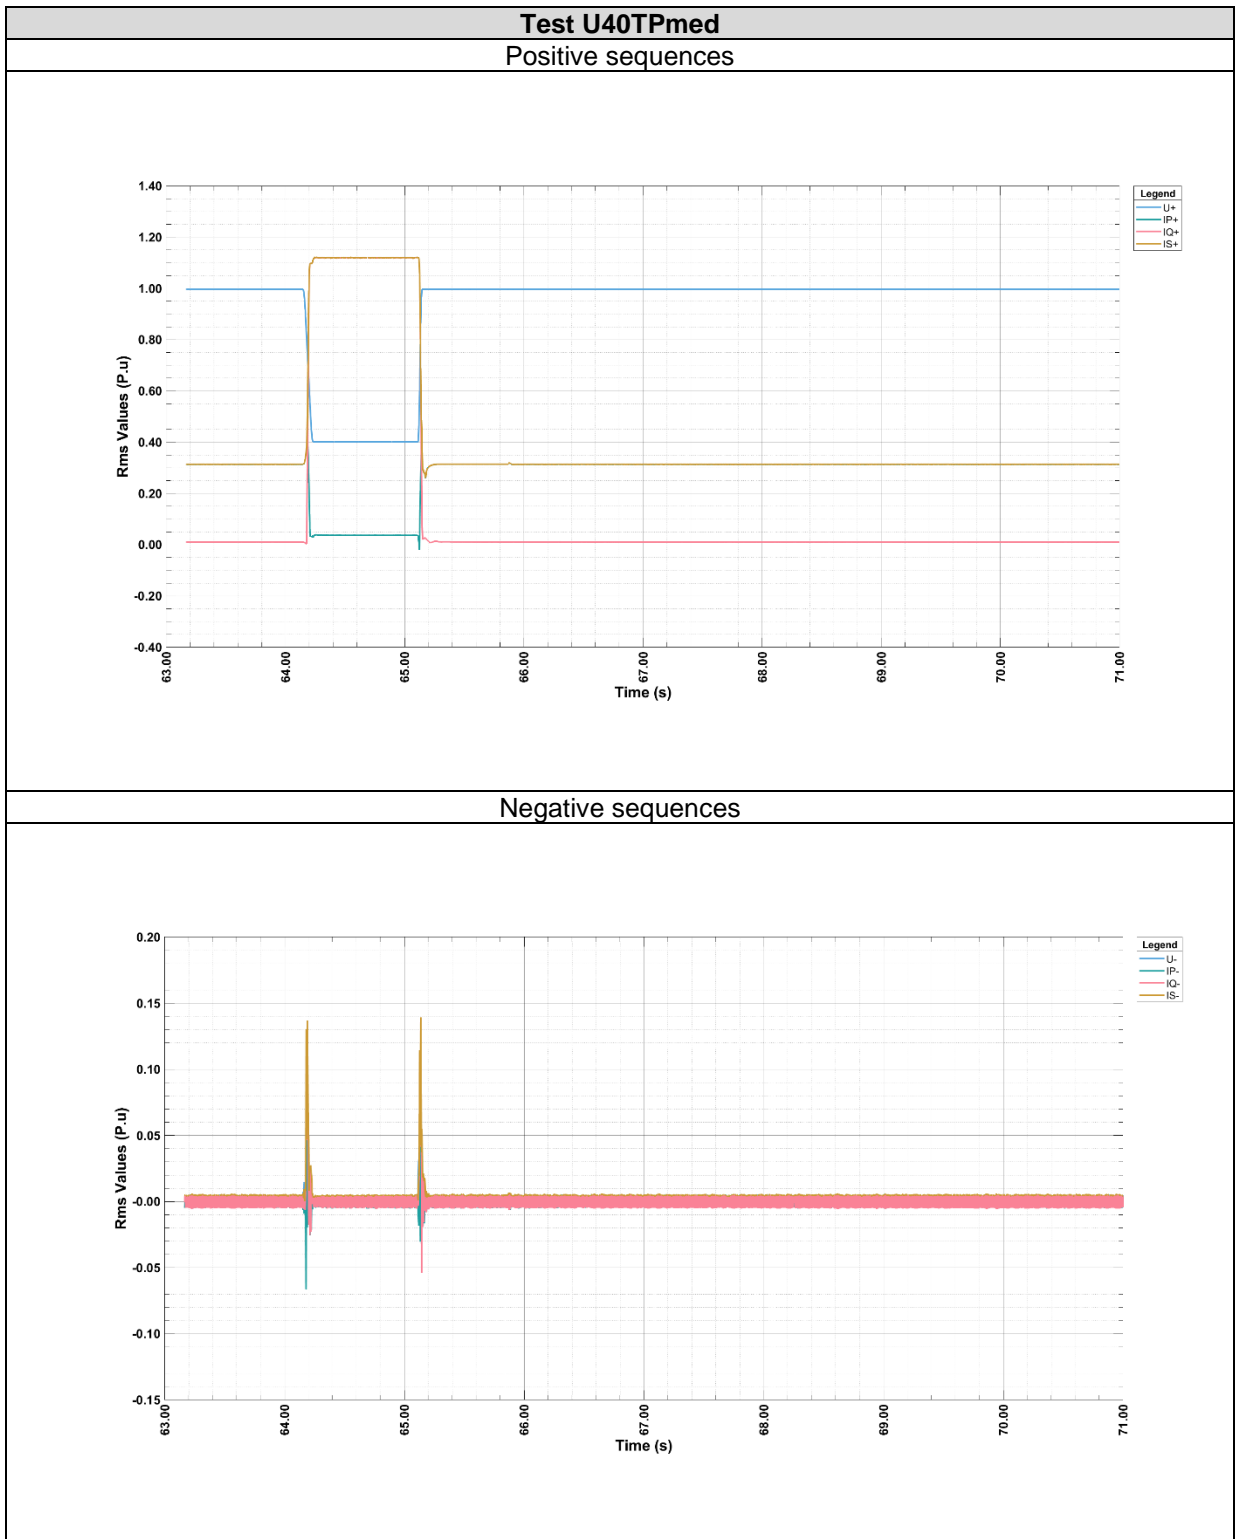 Test U40TPmed
Positive sequences
1.40
1.20
1.00
0.80
0.60
0.40
0.20
0.00
-0.20
-0.40
Rms Values (P.u)
63.00
64.00
65.00
66.00
67.00
68.00
69.00
70.00
71.00
Time (s)
Legend
U+
IP+
IQ+
IS+
Negative sequences
0.20
0.15
0.10
0.05
-0.00
-0.05
-0.10
-0.15
Rms Values (P.u)
63.00
64.00
65.00
66.00
67.00
68.00
69.00
70.00
71.00
Time (s)
Legend
U-
IP-
IQ-
IS-